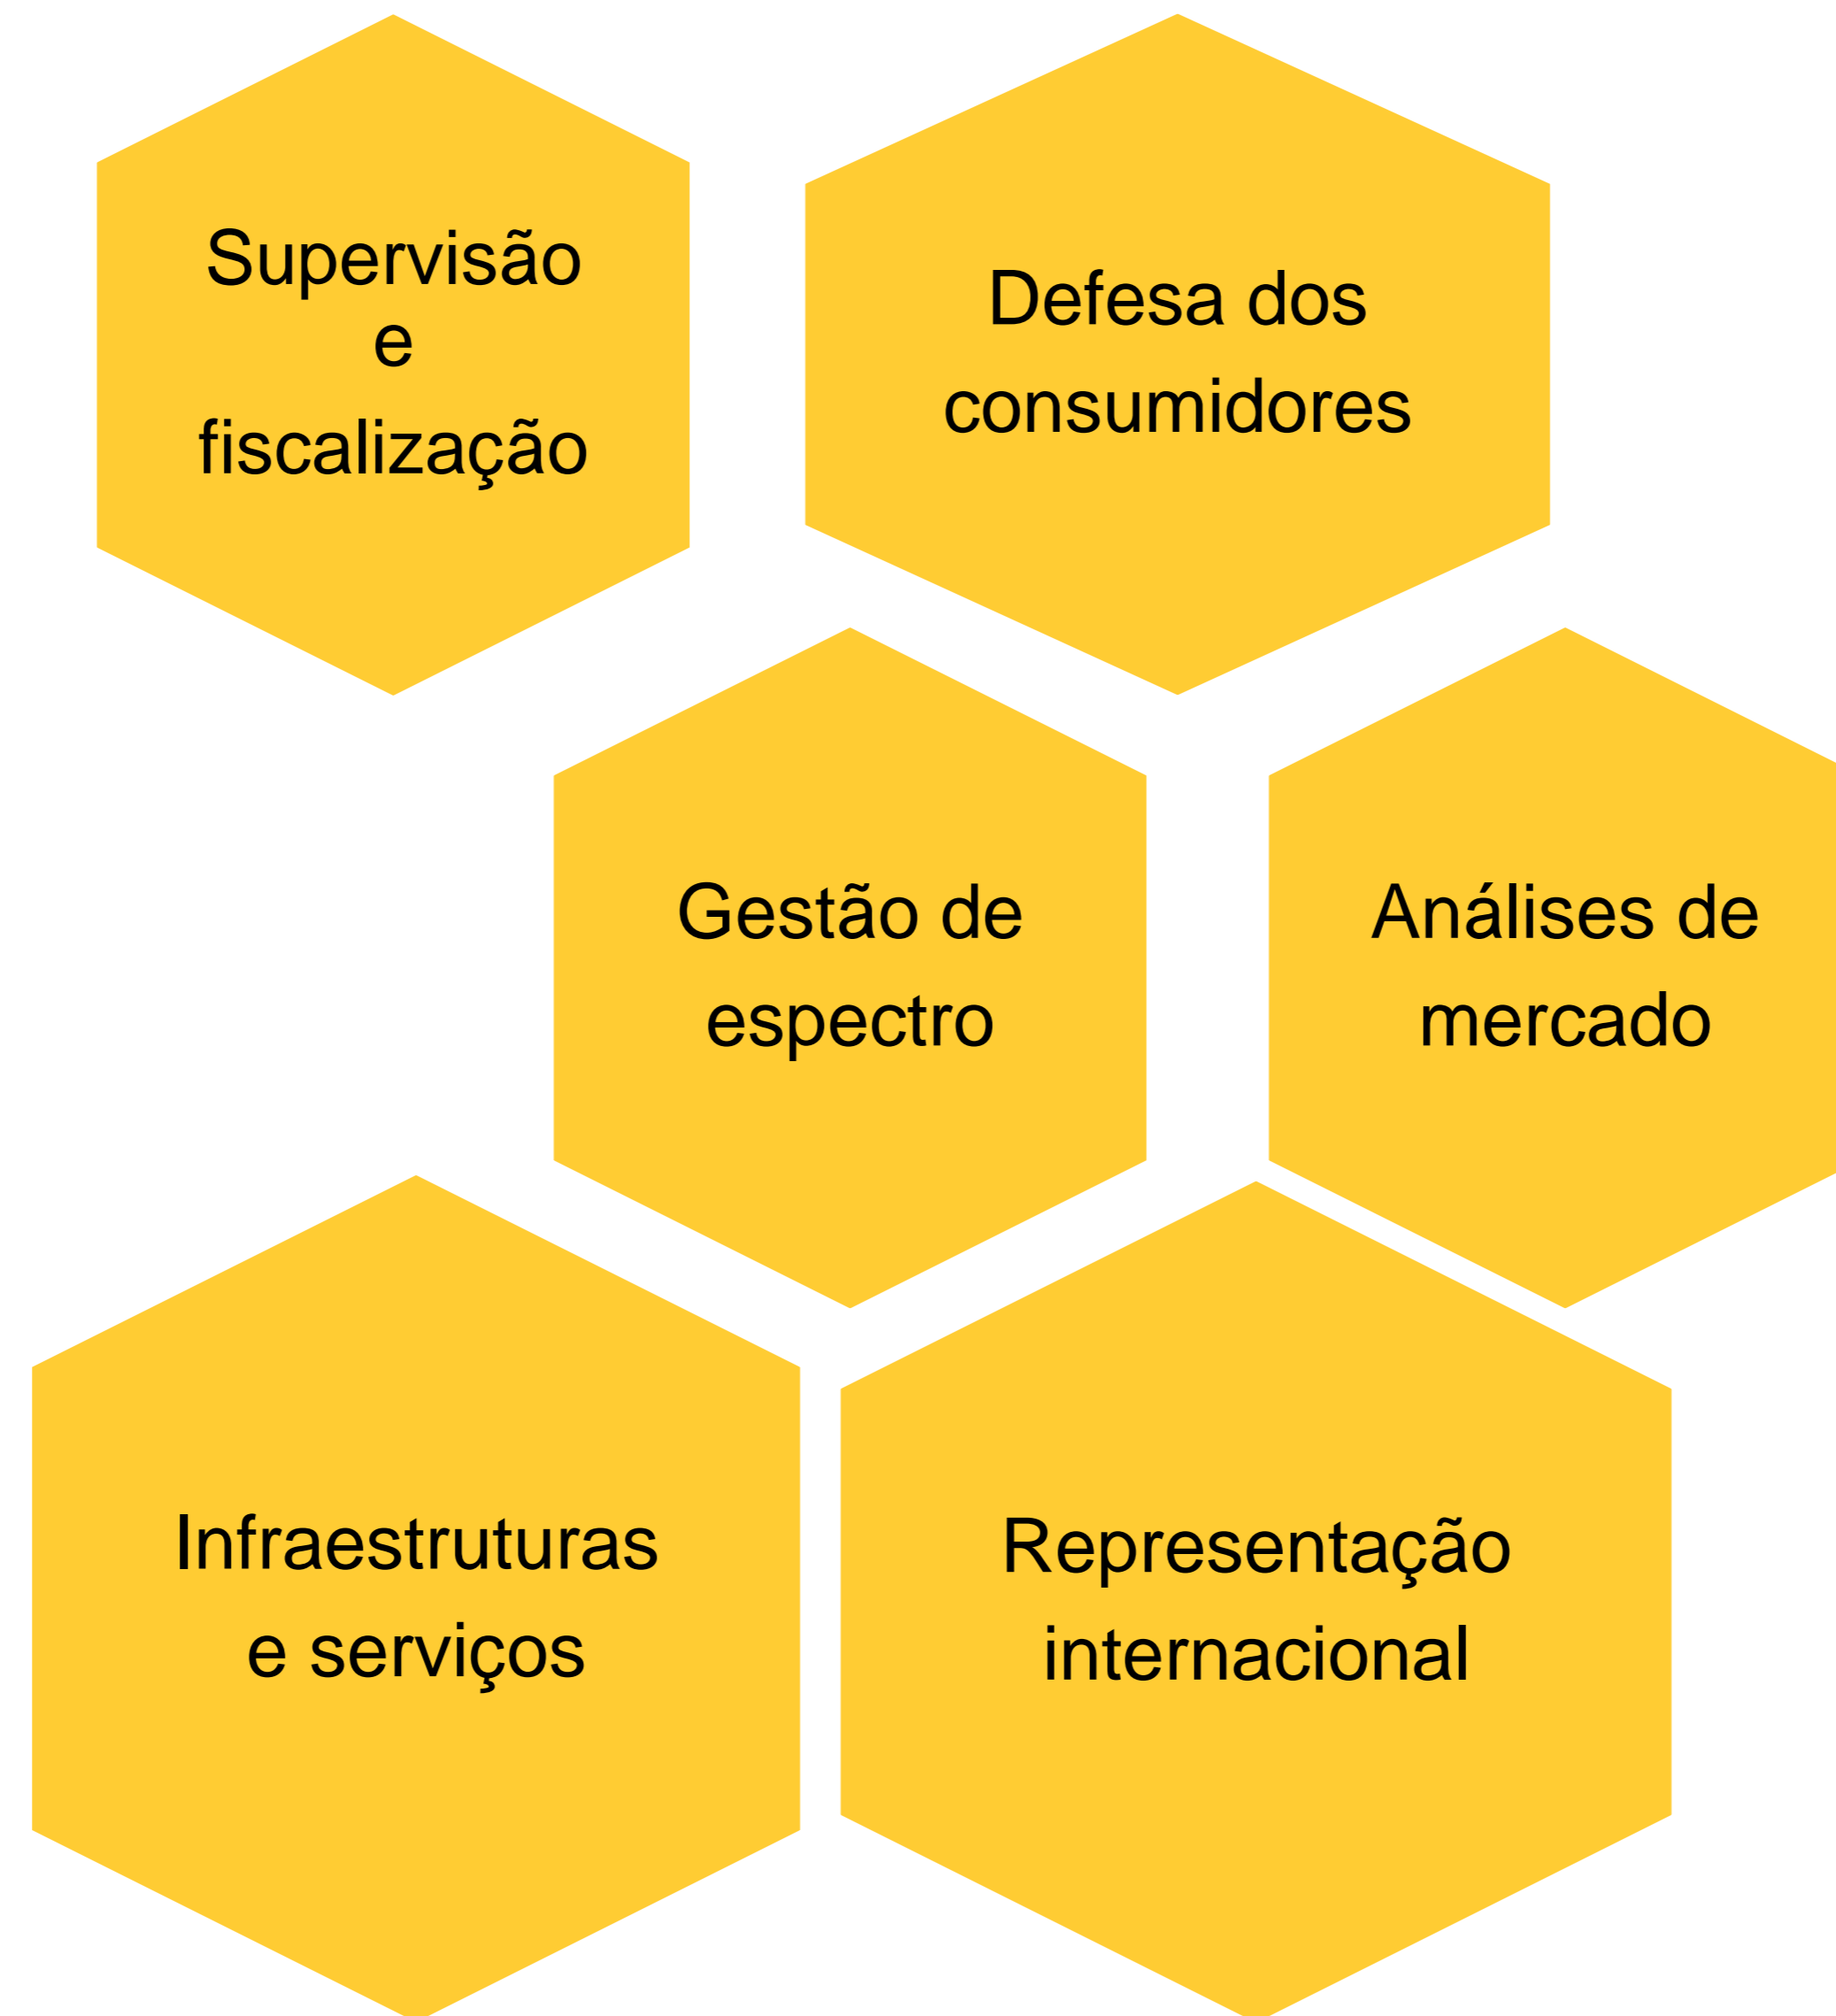 Supervisão
e
fiscalização
Defesa dos
consumidores
Gestão de
espectro
Análises de
mercado
Infraestruturas
e serviços
Representação
internacional